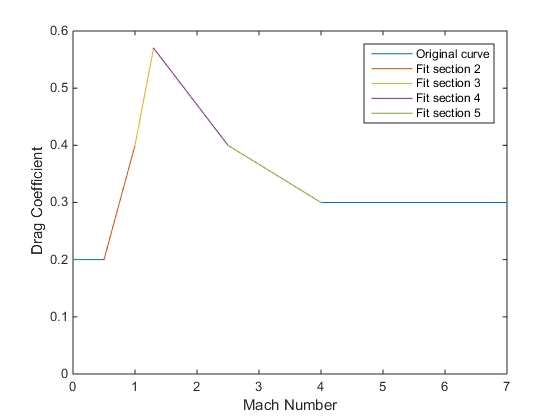 0.6
0.5
0.4
0.3
0.2
0.1
0
Drag Coefficient
Original curve
Fit section 2
Fit section 3
Fit section 4
Fit section 5
0 1 2 3 4 5 6 7
Mach Number